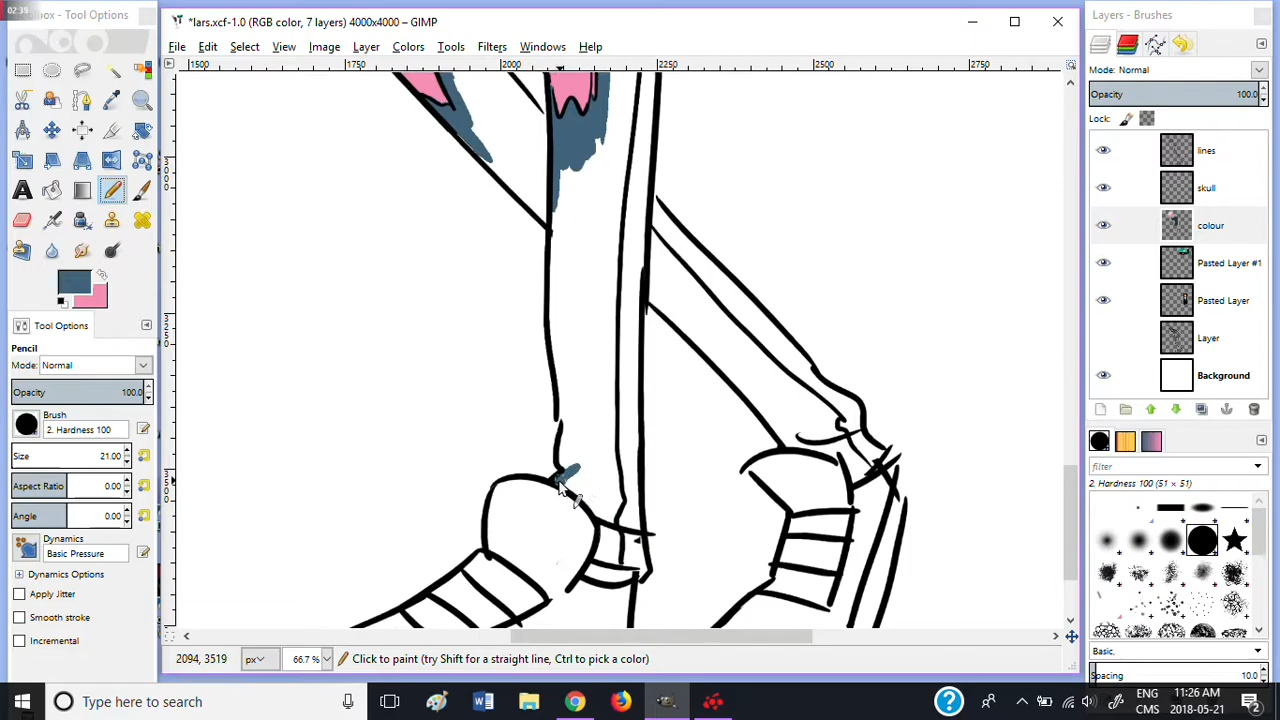 02:39
box - Tool Options
*lars.xcf-1.0 (RGB color, 7 layers) 4000x4000 – GIMP
Layers - Brushes
File Edit Select View Image Layer Colors Tools Filters Windows Help
1500 1750 2000 2250 2500 2750
Mode: Normal
Opacity 100.0
Lock:
lines
skull
colour
Pasted Layer #1
Pasted Layer
Layer
Background
Tool Options
Pencil
Mode: Normal
Opacity 100.0
Brush
2. Hardness 100
Size 21.00
Aspect Ratio 0.00
Angle 0.00
Dynamics
Basic Pressure
Dynamics Options
Apply Jitter
Smooth stroke
Incremental
filter
2. Hardness 100 (51 × 51)
Basic,
Spacing 10.0
2094, 3519 px 66.7 % Click to paint (try Shift for a straight line, Ctrl to pick a color)
Type here to search
ENG
CMS
11:26 AM
2018-05-21
2